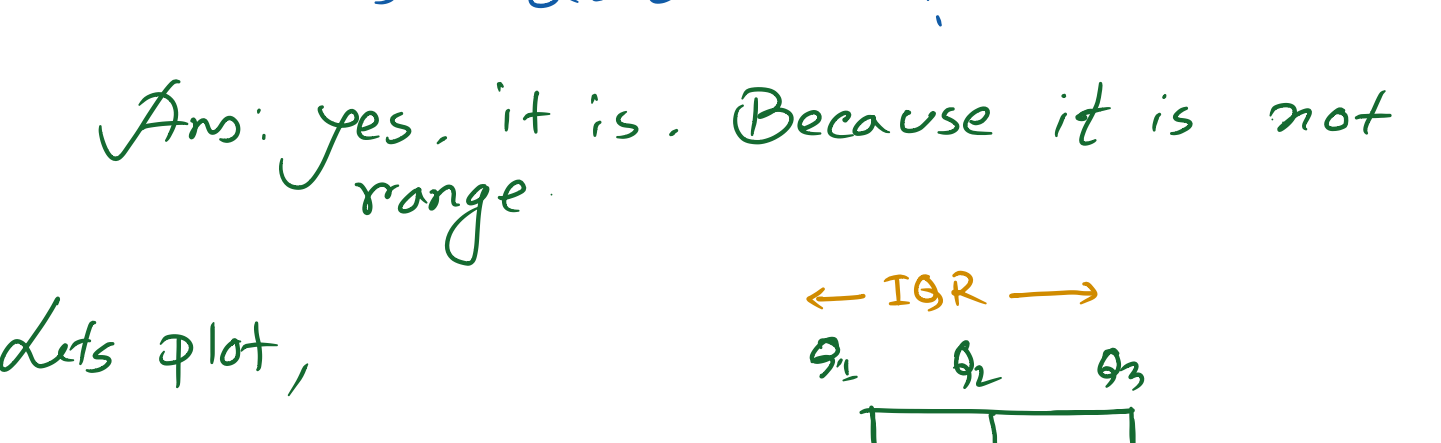 Ans: yes. it is. Because it is not
range
← IQR →
Q1 Q2 Q3
Lets plot,